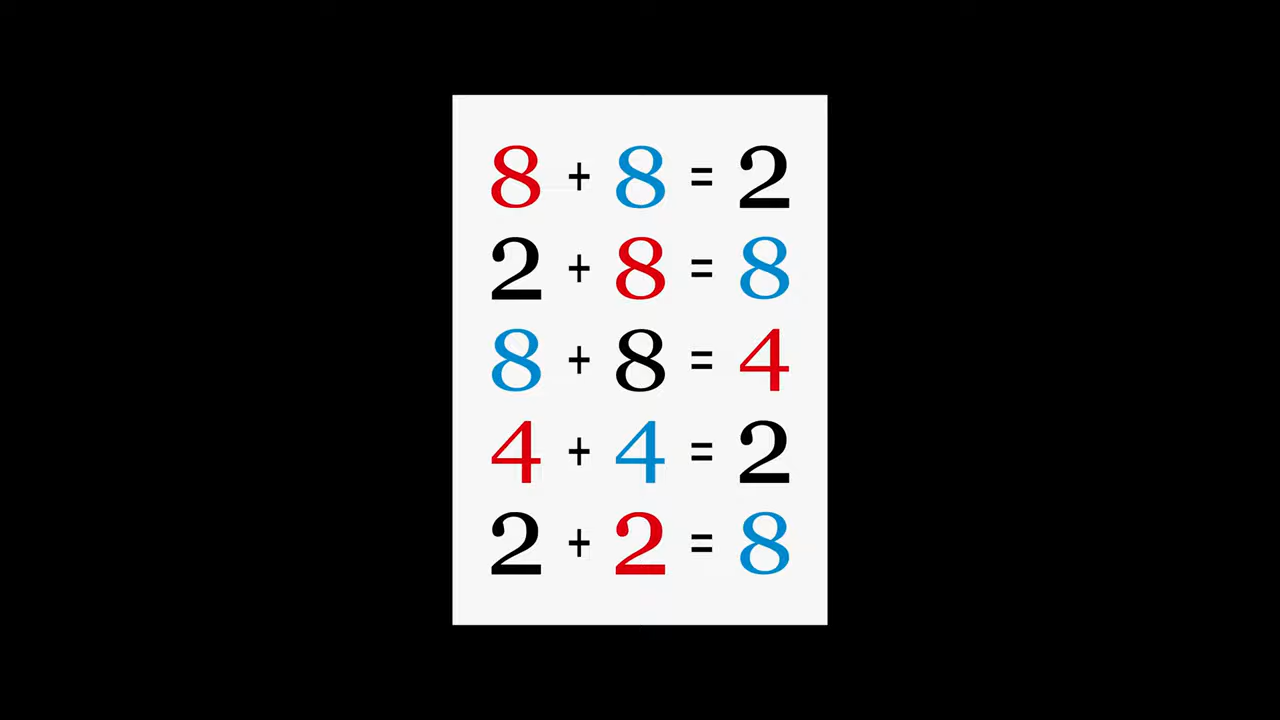 8 + 8 = 2
2 + 8 = 8
8 + 8 = 4
4 + 4 = 2
2 + 2 = 8